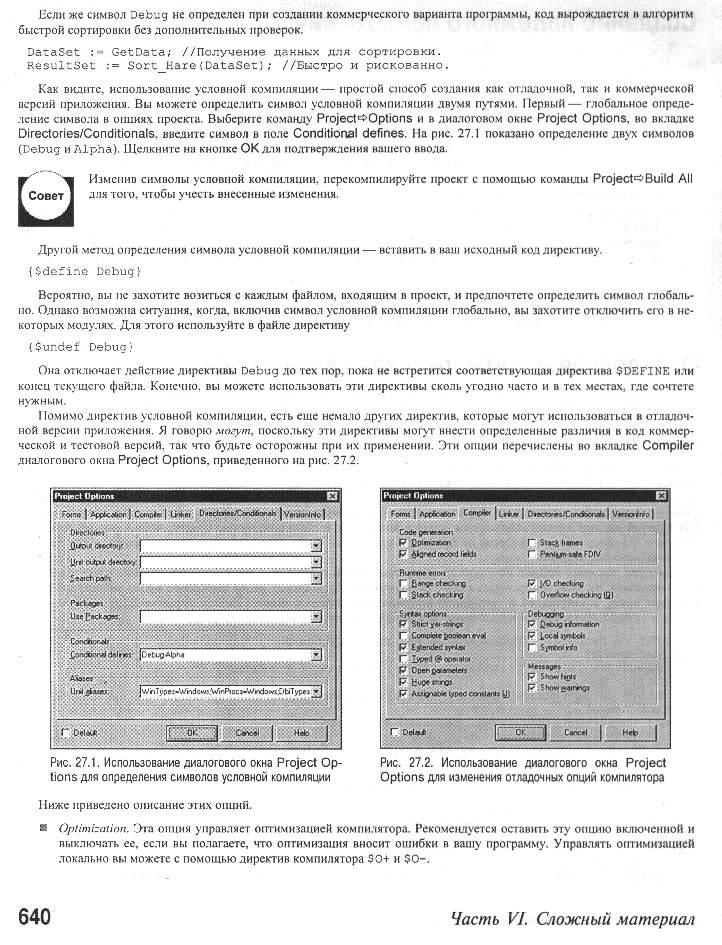 Если же символ Debug не определен при создании коммерческого варианта программы, код вырождается в алгоритм
быстрой сортировки без дополнительных проверок.
DataSet := GetData; //Получение данных для сортировки.
ResultSet := Sort_Hare(DataSet); //Быстро и рискованно.
Как видите, использование условной компиляции — простой способ создания как отладочной, так и коммерческой
версий приложения. Вы можете определить символ условной компиляции двумя путями. Первый — глобальное опреде-
ление символа в опциях проекта. Выберите команду Project⇨Options и в диалоговом окне Project Options, во вкладке
Directories/Conditionals, введите символ в поле Conditional defines. На рис. 27.1 показано определение двух символов
(Debug и Alpha). Щелкните на кнопке OK для подтверждения вашего ввода.
Совет
Изменив символы условной компиляции, перекомпилируйте проект с помощью команды Project⇨Build All
для того, чтобы учесть внесенные изменения.
Другой метод определения символа условной компиляции — вставить в ваш исходный код директиву.
{$define Debug}
Вероятно, вы не захотите возиться с каждым файлом, входящим в проект, и предпочтете определить символ глобаль-
но. Однако возможна ситуация, когда, включив символ условной компиляции глобально, вы захотите отключить его в не-
которых модулях. Для этого используйте в файле директиву
{$undef Debug}
Она отключает действие директивы Debug до тех пор, пока не встретится соответствующая директива $DEFINE или
конец текущего файла. Конечно, вы можете использовать эти директивы сколь угодно часто и в тех местах, где сочтете
нужным.
Помимо директив условной компиляции, есть еще немало других директив, которые могут использоваться в отладоч-
ной версии приложения. Я говорю могут, поскольку эти директивы могут внести определенные различия в код коммер-
ческой и тестовой версий, так что будьте осторожны при их применении. Эти опции перечислены во вкладке Compiler
диалогового окна Project Options, приведенного на рис. 27.2.
Project Options
Forms Application Compiler Linker Directories/Conditionals VersionInfo
Directories
Output directory:
Unit output directory:
Search path:
Packages
Use Packages:
Conditionals
Conditional defines: Debug;Alpha
Aliases
Unit aliases: WinTypes=Windows;WinProcs=Windows;DbiTypes
Default OK Cancel Help
Рис. 27.1. Использование диалогового окна Project Op-
tions для определения символов условной компиляции
Project Options
Forms Application Compiler Linker Directories/Conditionals VersionInfo
Code generation
Optimization
Aligned record fields
Stack frames
Pentium-safe FDIV
Runtime errors
Range checking
Stack checking
I/O checking
Overflow checking (Q)
Syntax options
Strict var-strings
Complete boolean eval
Extended syntax
Typed @ operator
Open parameters
Huge strings
Assignable typed constants (J)
Debugging
Debug information
Local symbols
Symbol info
Messages
Show hints
Show warnings
Default OK Cancel Help
Рис. 27.2. Использование диалогового окна Project
Options для изменения отладочных опций компилятора
Ниже приведено описание этих опций.
Optimization. Эта опция управляет оптимизацией компилятора. Рекомендуется оставить эту опцию включенной и
выключать ее, если вы полагаете, что оптимизация вносит ошибки в вашу программу. Управлять оптимизацией
локально вы можете с помощью директив компилятора $O+ и $O-.
640
Часть VI. Сложный материал